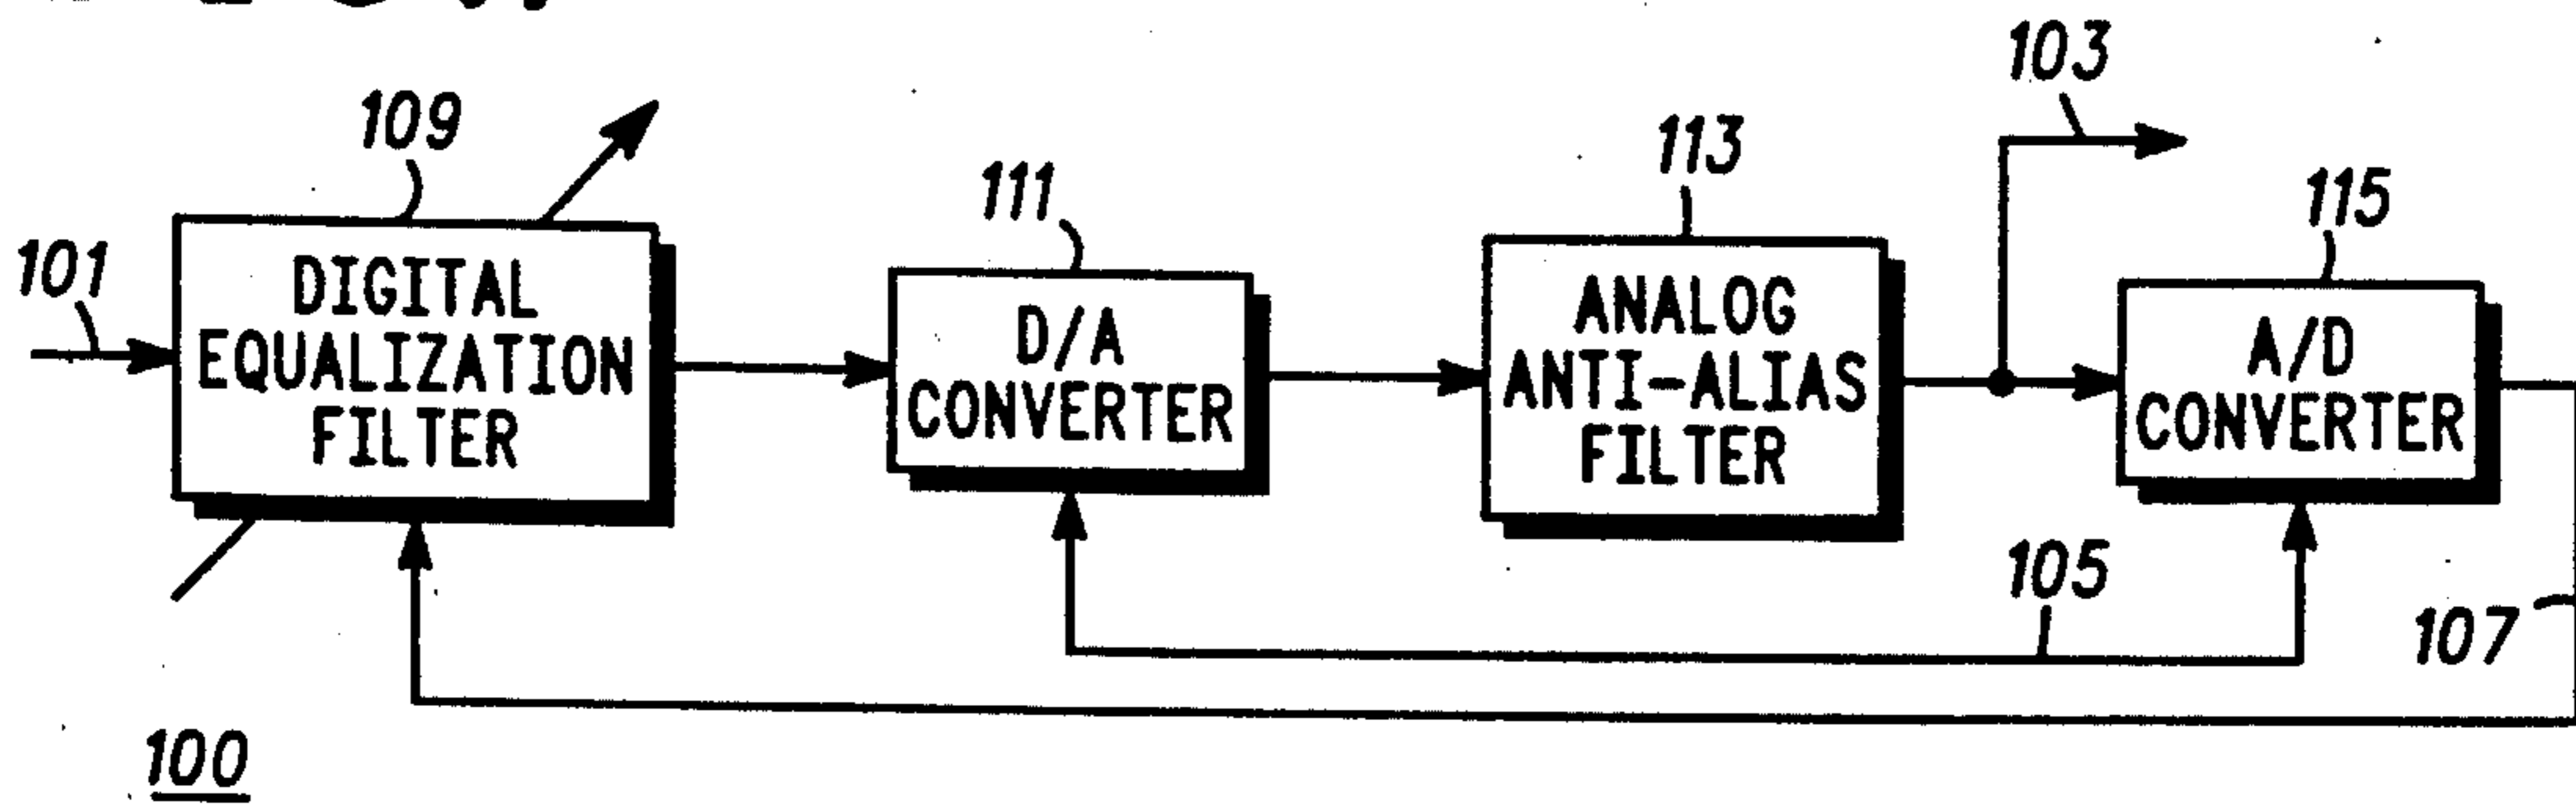 103
109
113
111
115
101
DIGITAL
EQUALIZATION
FILTER
D/A
CONVERTER
ANALOG
ANTI-ALIAS
FILTER
A/D
CONVERTER
105
107
100